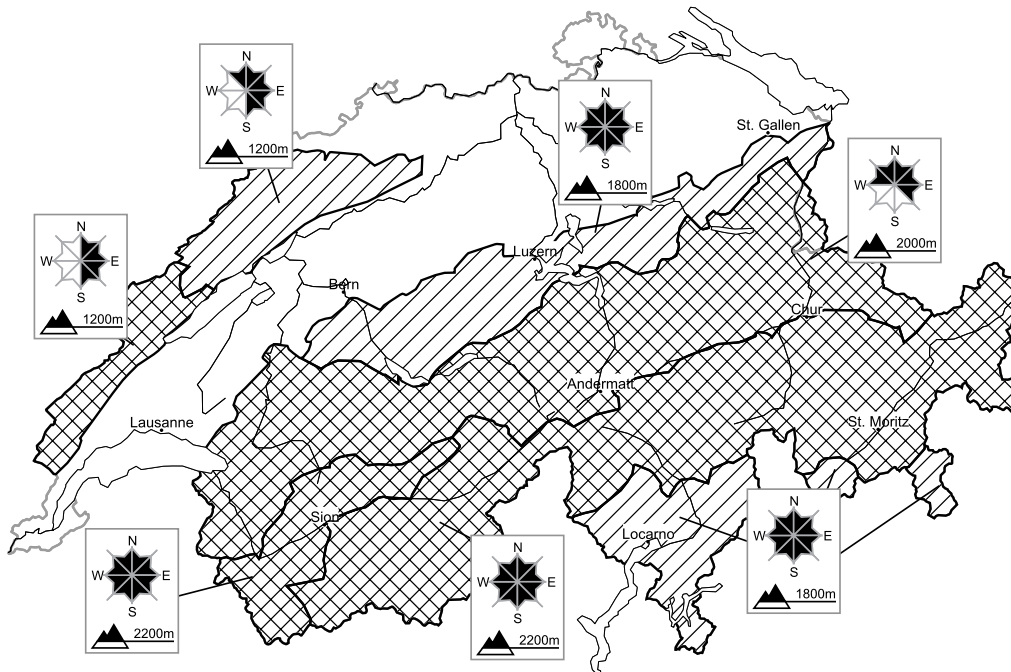 N
W E
S
1200m
N
W E
S
1800m
St. Gallen
N
W E
S
2000m
N
W E
S
1200m
Luzern
Bern
Chur
Andermatt
Lausanne
St. Moritz
Sion
Locarno
N
W E
S
2200m
N
W E
S
2200m
N
W E
S
1800m